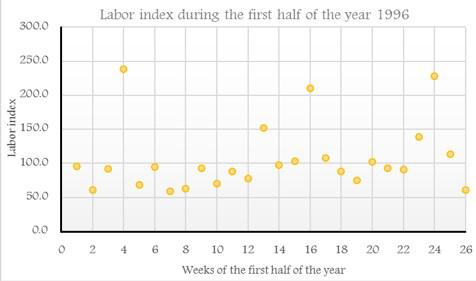 Labor index during the first half of the year 1996
300.0
250.0
200.0
150.0
100.0
50.0
0.0
Labor index
0 2 4 6 8 10 12 14 16 18 20 22 24 26
Weeks of the first half of the year